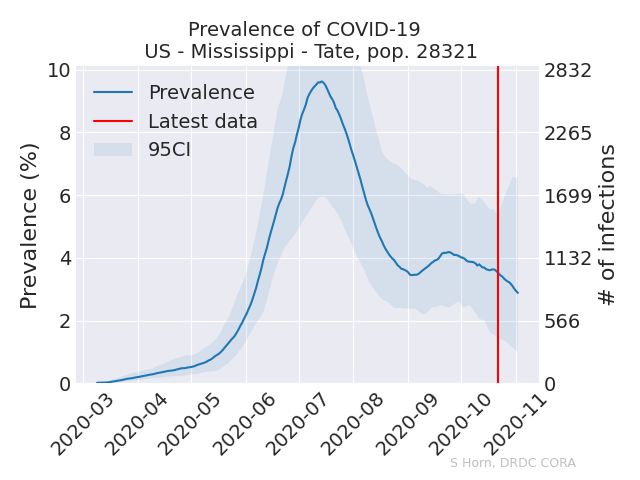 Prevalence of COVID-19
US - Mississippi - Tate, pop. 28321
Prevalence
Latest data
95CI
Prevalence (%)
10
8
6
4
2
0
2832
2265
1699
1132
566
0
# of infections
2020-03
2020-04
2020-05
2020-06
2020-07
2020-08
2020-09
2020-10
2020-11
S Horn, DRDC CORA